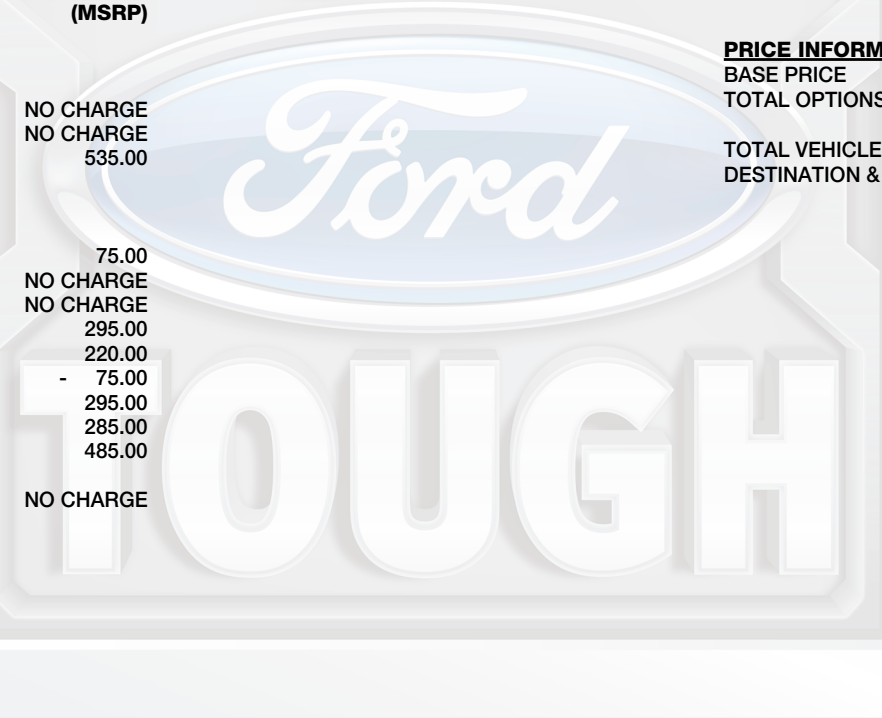 (MSRP)
NO CHARGE
NO CHARGE
535.00
75.00
NO CHARGE
NO CHARGE
295.00
220.00
- 75.00
295.00
285.00
485.00
NO CHARGE
PRICE INFORM
BASE PRICE
TOTAL OPTIONS
TOTAL VEHICLE
DESTINATION &
Ford
TOUGH